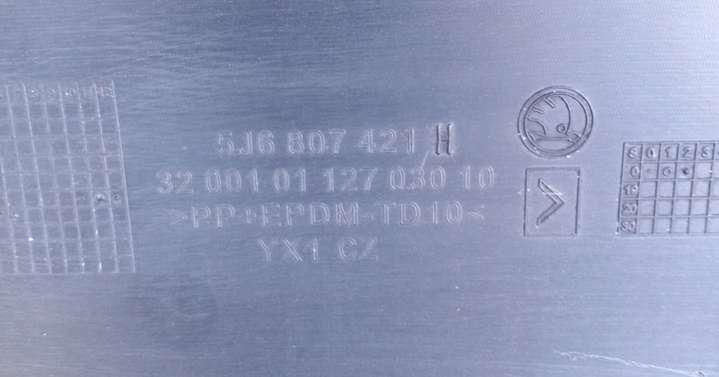 5J6 807 421 H
32 001 01 127 030 10
>PP+EPDM-TD10<
YX1 CZ